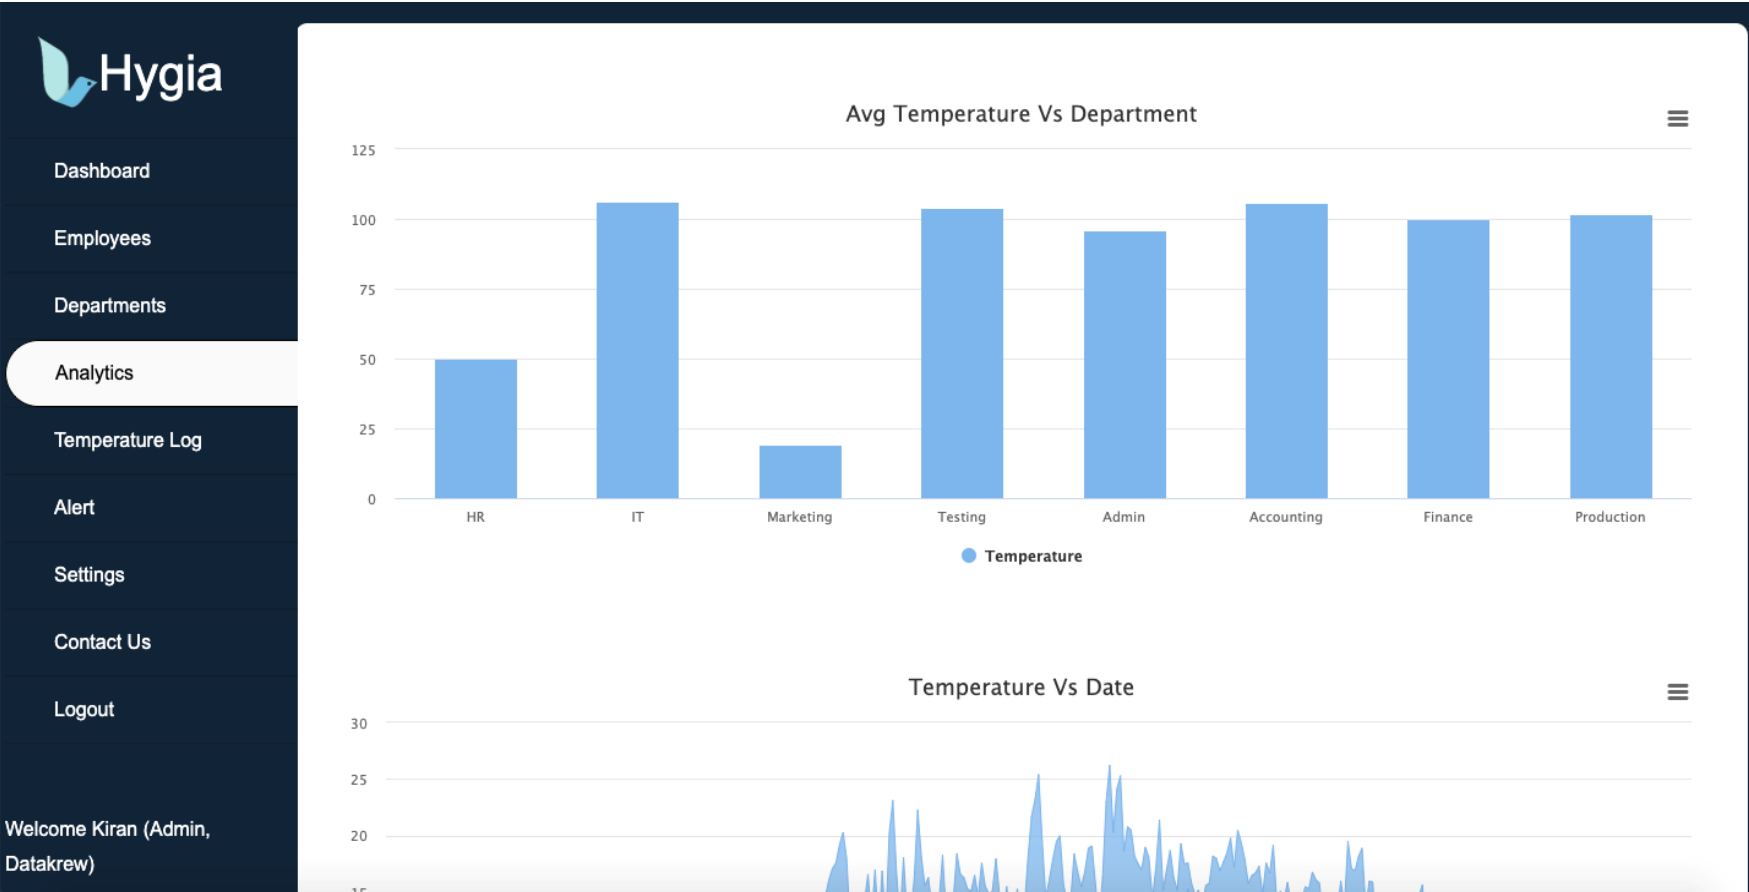 Hygia
Dashboard
Employees
Departments
Analytics
Temperature Log
Alert
Settings
Contact Us
Logout
Welcome Kiran (Admin,
Datakrew)
Avg Temperature Vs Department
125
100
75
50
25
0
HR IT Marketing Testing Admin Accounting Finance Production
Temperature
Temperature Vs Date
30
25
20
15